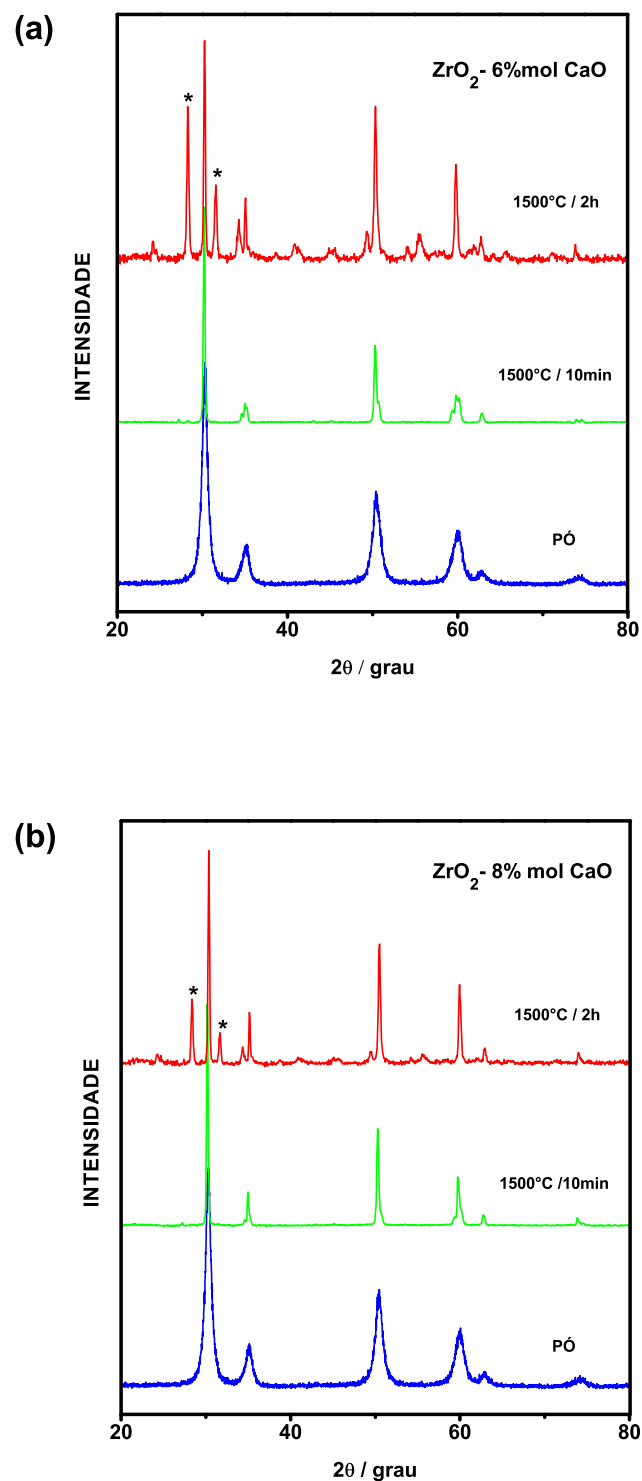 (a)
ZrO2- 6%mol CaO
*
*
1500°C / 2h
1500°C / 10min
PÓ
INTENSIDADE
20 40 60 80
2θ / grau
(b)
ZrO2- 8% mol CaO
*
*
1500°C / 2h
1500°C /10min
PÓ
INTENSIDADE
20 40 60 80
2θ / grau